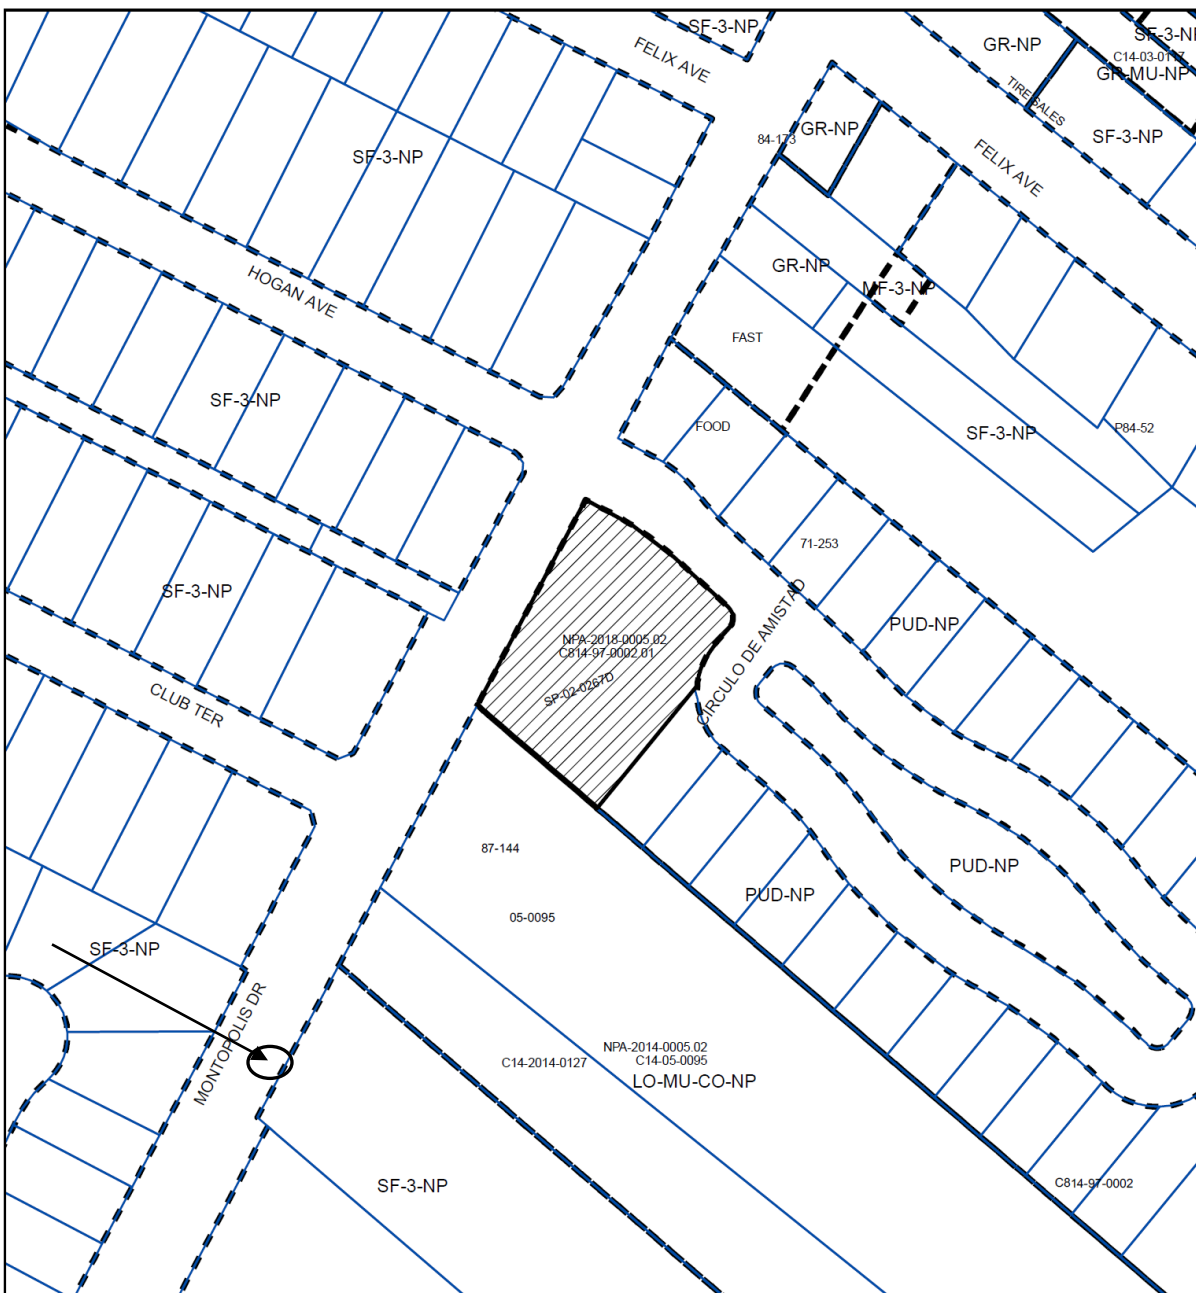 SF-3-NP
FELIX AVE
GR-NP
SF-3-NP
C14-03-0117
GR-MU-NP
TIRE SALES
SF-3-NP
84-173
GR-NP
SF-3-NP
FELIX AVE
GR-NP
MF-3-NP
HOGAN AVE
FAST
SF-3-NP
FOOD
SF-3-NP
P84-52
71-253
SF-3-NP
PUD-NP
NPA-2018-0005.02
C814-97-0002.01
SP-02-0267D
CIRCULO DE AMISTAD
CLUB TER
87-144
PUD-NP
PUD-NP
05-0095
SF-3-NP
MONTOPOLIS DR
NPA-2014-0005.02
C14-2014-0127
C14-05-0095
LO-MU-CO-NP
SF-3-NP
C814-97-0002